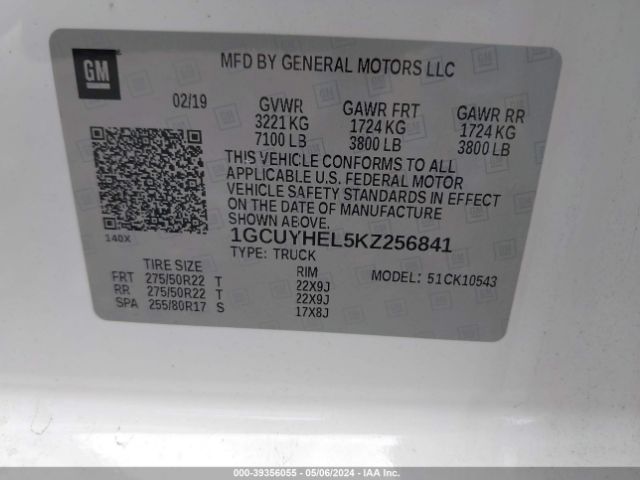 GM
MFD BY GENERAL MOTORS LLC
02/19 GVWR GAWR FRT GAWR RR
3221 KG 1724 KG 1724 KG
7100 LB 3800 LB 3800 LB
THIS VEHICLE CONFORMS TO ALL
APPLICABLE U.S. FEDERAL MOTOR
VEHICLE SAFETY STANDARDS IN EFFECT
ON THE DATE OF MANUFACTURE
SHOWN ABOVE.
140X 1GCUYHEL5KZ256841
TYPE: TRUCK
TIRE SIZE RIM MODEL: 51CK10543
FRT 275/50R22 T 22X9J
RR 275/50R22 T 22X9J
SPA 255/80R17 S 17X8J
000-39356055 — 05/06/2024 — IAA Inc.